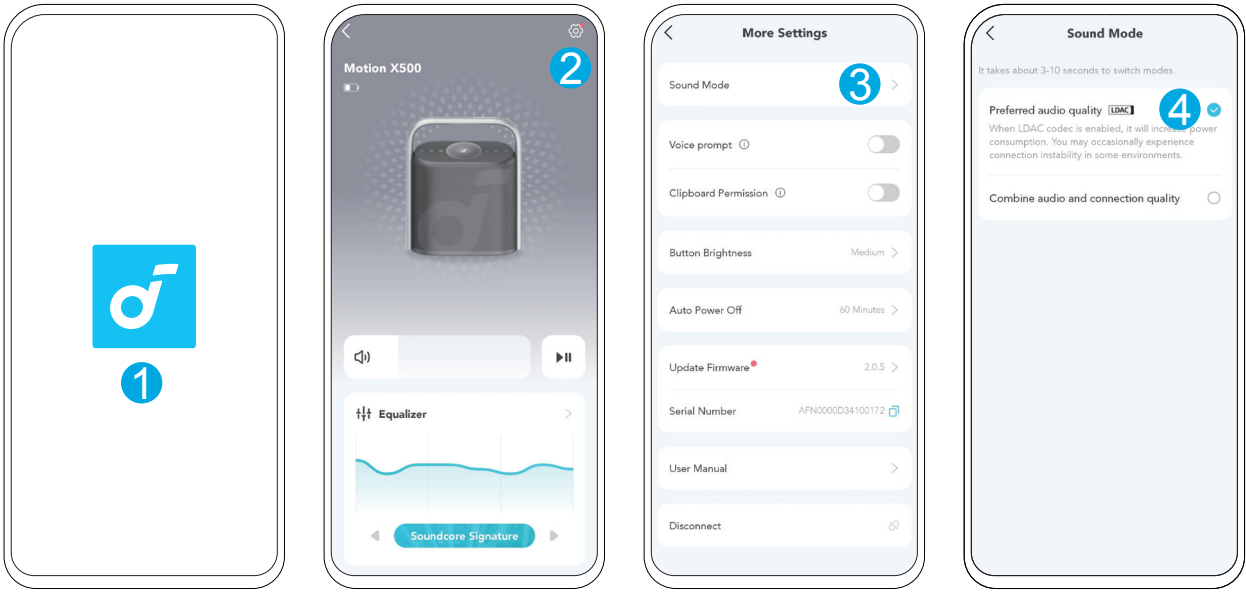 1
Motion X500
2
Equalizer
Soundcore Signature
More Settings
Sound Mode
3
Voice prompt
Clipboard Permission
Button Brightness
Medium
Auto Power Off
60 Minutes
Update Firmware
2.0.5
Serial Number
AFN0000D34100172
User Manual
Disconnect
Sound Mode
It takes about 3-10 seconds to switch modes.
Preferred audio quality LDAC
4
When LDAC codec is enabled, it will increase power
consumption. You may occasionally experience
connection instability in some environments.
Combine audio and connection quality